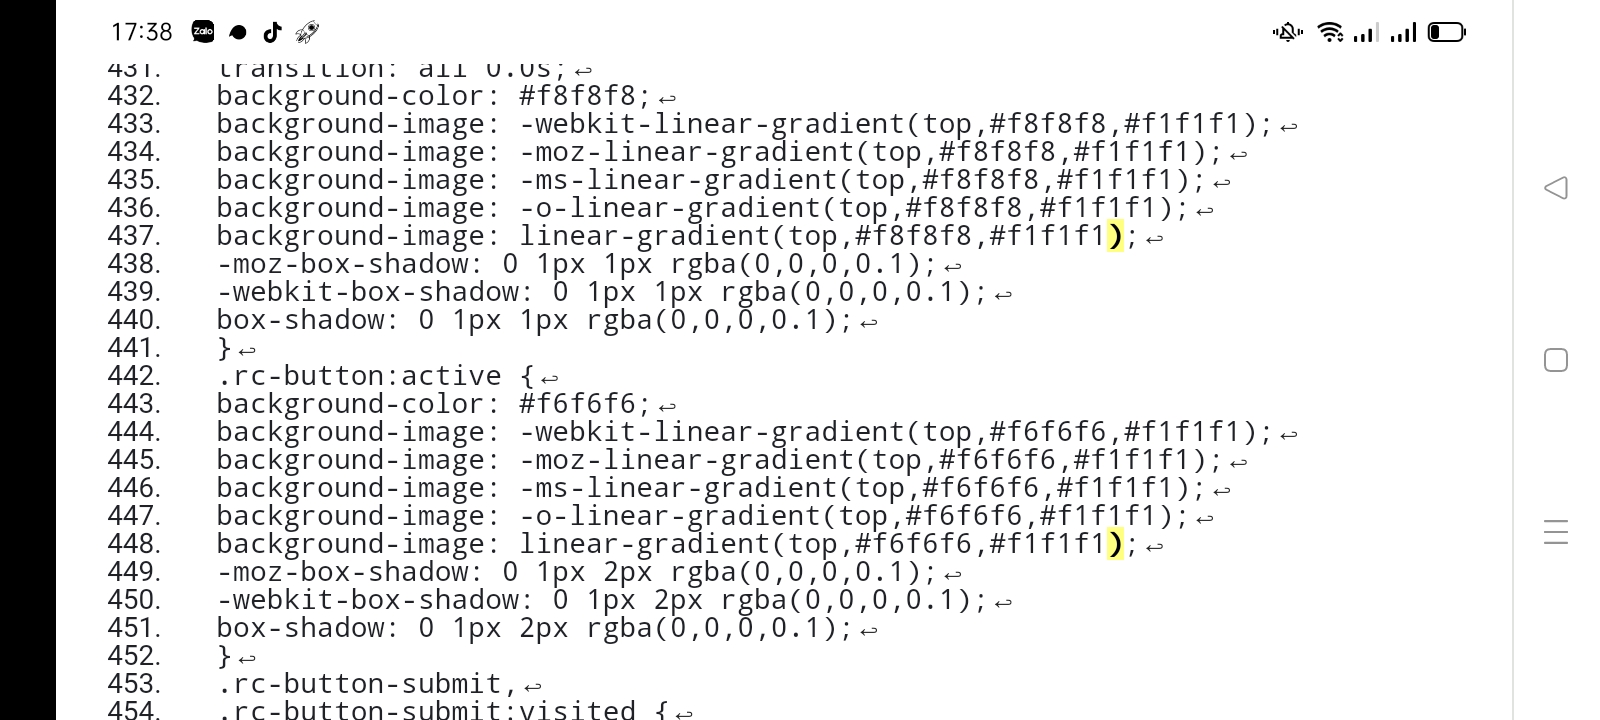 17:38 Zalo
431. transition: all 0.0s;↩
432. background-color: #f8f8f8;↩
433. background-image: -webkit-linear-gradient(top,#f8f8f8,#f1f1f1);↩
434. background-image: -moz-linear-gradient(top,#f8f8f8,#f1f1f1);↩
435. background-image: -ms-linear-gradient(top,#f8f8f8,#f1f1f1);↩
436. background-image: -o-linear-gradient(top,#f8f8f8,#f1f1f1);↩
437. background-image: linear-gradient(top,#f8f8f8,#f1f1f1);↩
438. -moz-box-shadow: 0 1px 1px rgba(0,0,0,0.1);↩
439. -webkit-box-shadow: 0 1px 1px rgba(0,0,0,0.1);↩
440. box-shadow: 0 1px 1px rgba(0,0,0,0.1);↩
441. }↩
442. .rc-button:active {↩
443. background-color: #f6f6f6;↩
444. background-image: -webkit-linear-gradient(top,#f6f6f6,#f1f1f1);↩
445. background-image: -moz-linear-gradient(top,#f6f6f6,#f1f1f1);↩
446. background-image: -ms-linear-gradient(top,#f6f6f6,#f1f1f1);↩
447. background-image: -o-linear-gradient(top,#f6f6f6,#f1f1f1);↩
448. background-image: linear-gradient(top,#f6f6f6,#f1f1f1);↩
449. -moz-box-shadow: 0 1px 2px rgba(0,0,0,0.1);↩
450. -webkit-box-shadow: 0 1px 2px rgba(0,0,0,0.1);↩
451. box-shadow: 0 1px 2px rgba(0,0,0,0.1);↩
452. }↩
453. .rc-button-submit,↩
454. .rc-button-submit:visited {↩